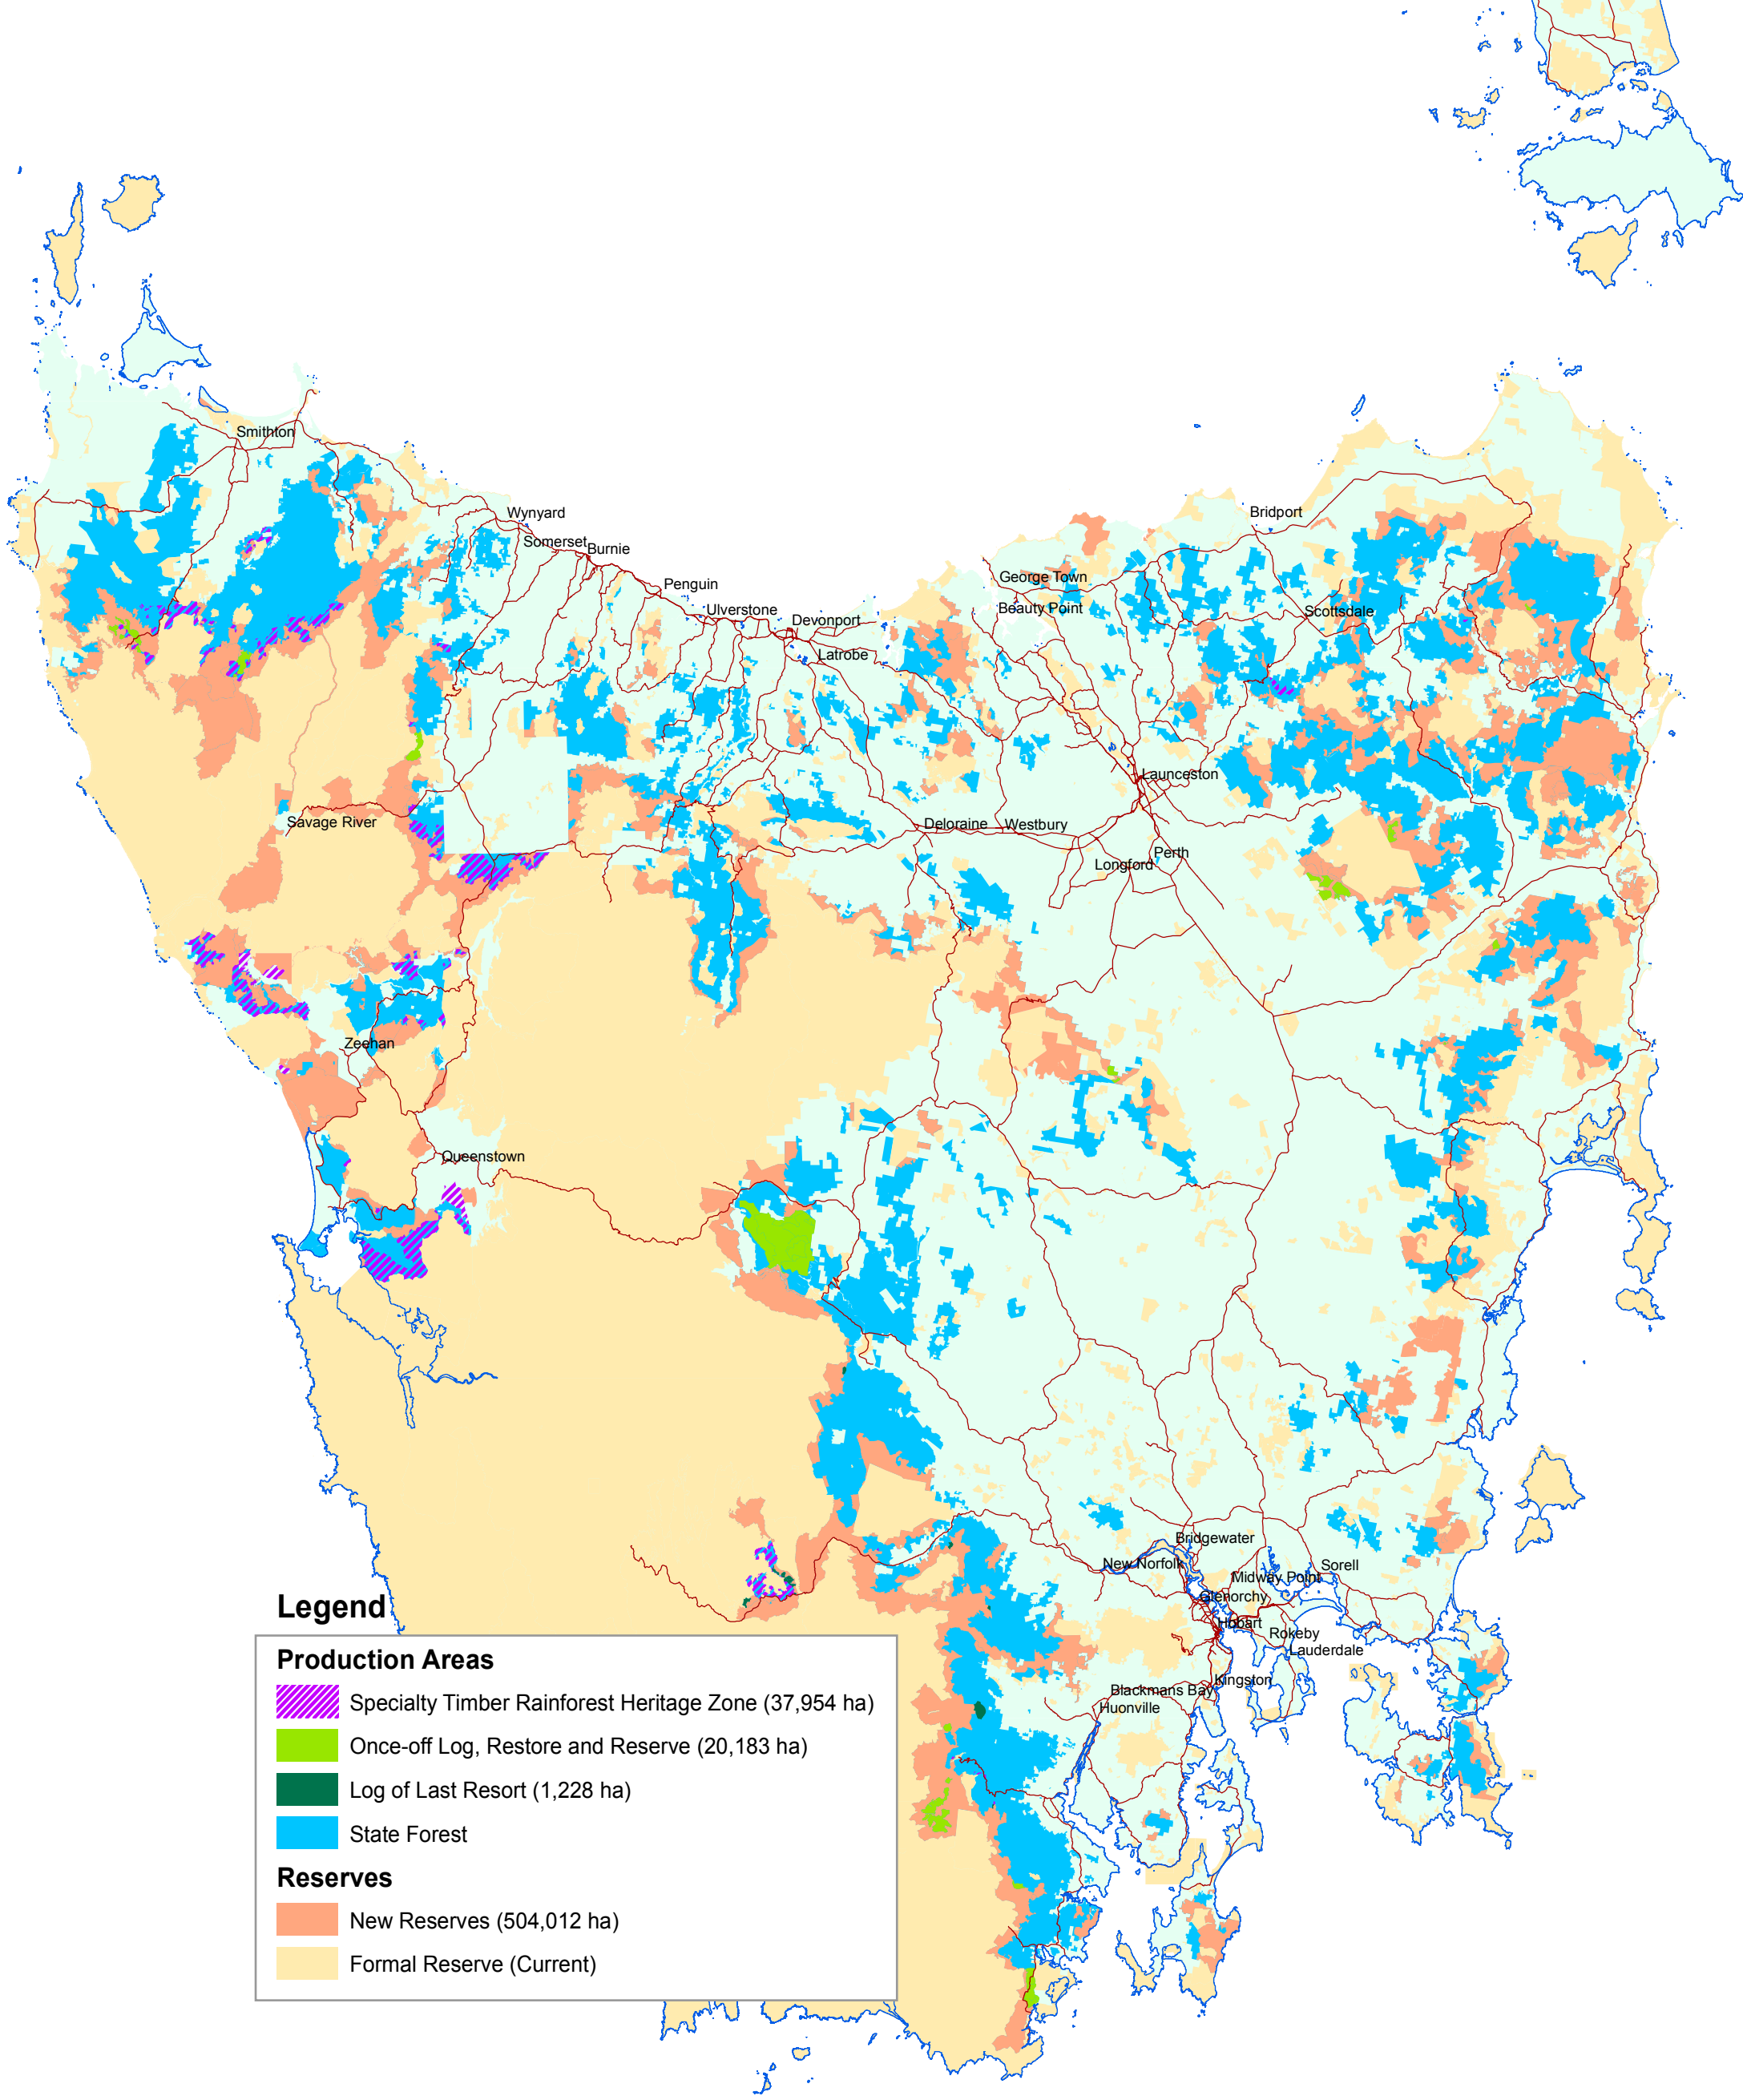 Smithton
Wynyard
Somerset
Burnie
Penguin
Ulverstone
Devonport
Latrobe
Bridport
George Town
Beauty Point
Scottsdale
Launceston
Savage River
Deloraine
Westbury
Perth
Longford
Zeehan
Queenstown
Bridgewater
New Norfolk
Sorell
Midway Point
Glenorchy
Hobart
Rokeby
Lauderdale
Kingston
Blackmans Bay
Huonville
Legend
Production Areas
Specialty Timber Rainforest Heritage Zone (37,954 ha)
Once-off Log, Restore and Reserve (20,183 ha)
Log of Last Resort (1,228 ha)
State Forest
Reserves
New Reserves (504,012 ha)
Formal Reserve (Current)